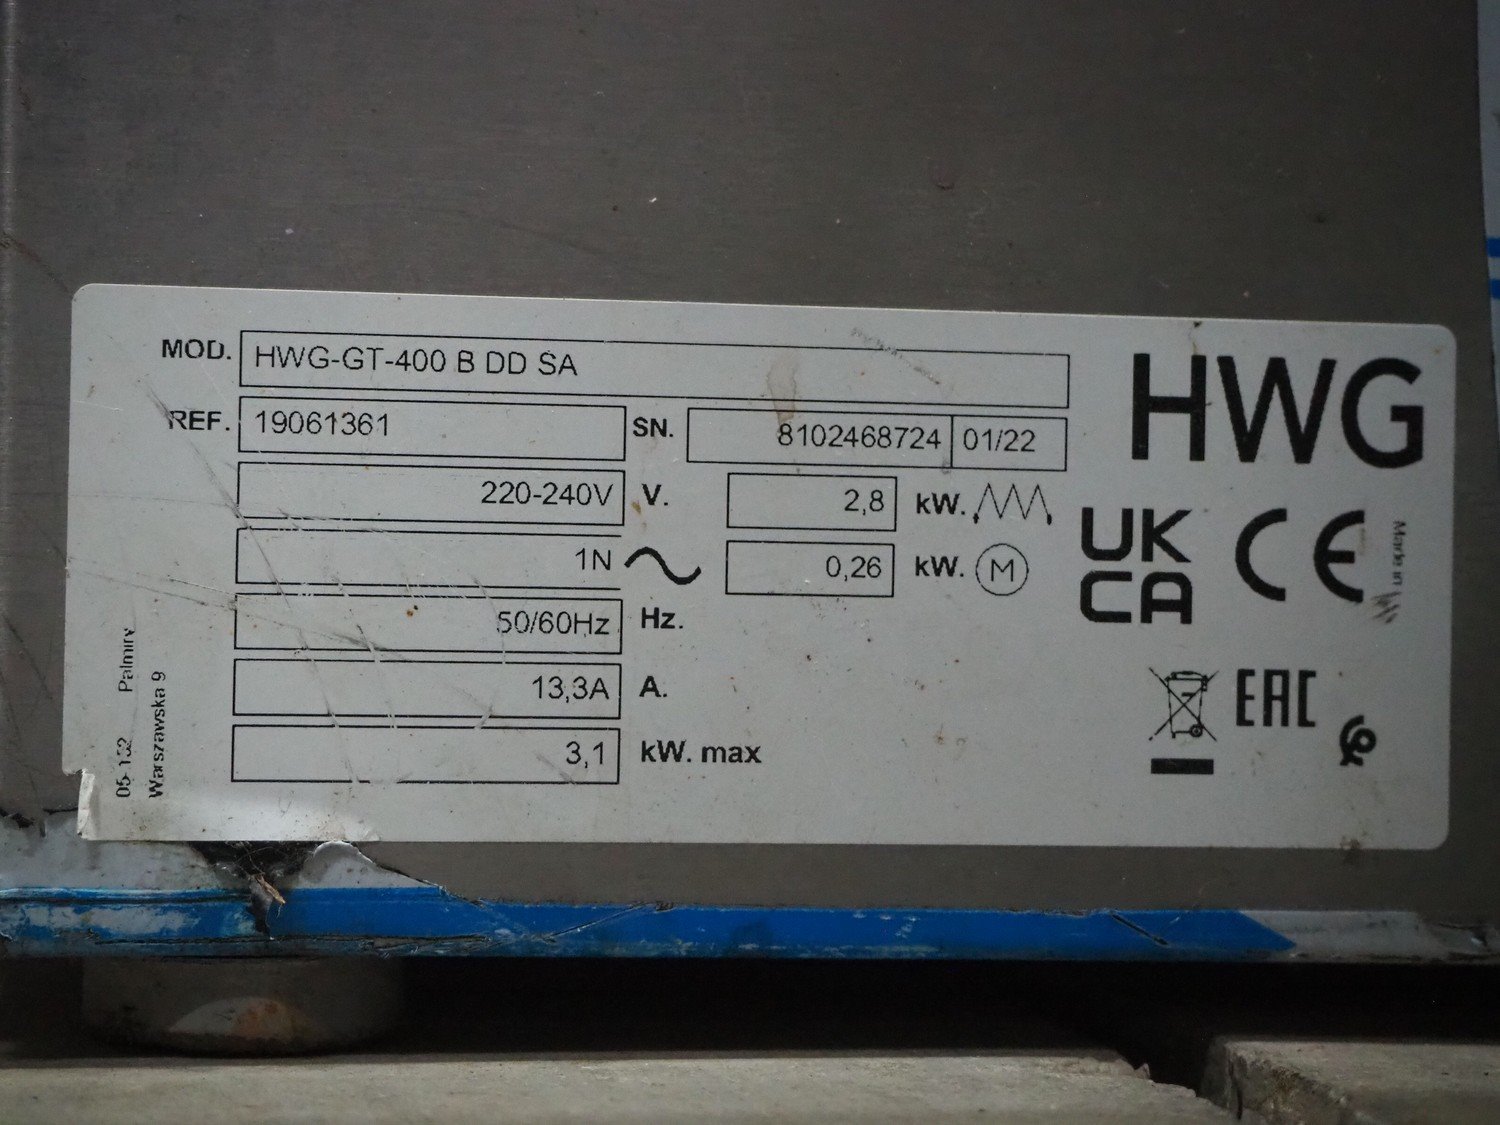 MOD. HWG-GT-400 B DD SA
REF. 19061361 SN. 8102468724 01/22
220-240V V. 2,8 kW.
1N 0,26 kW. M
50/60Hz Hz.
13,3A A.
3,1 kW. max
HWG
UK
CA
CE
EAC
Made in
Palmiry
Warszawska 9